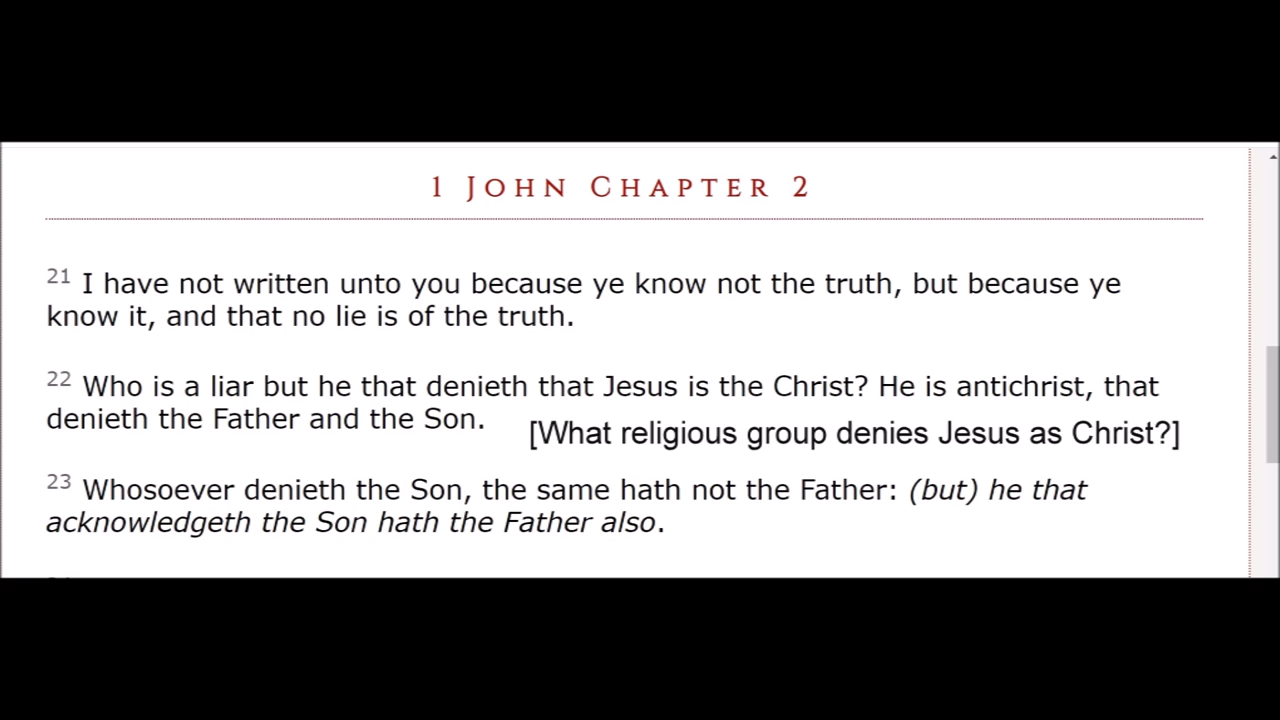 1 John Chapter 2
21 I have not written unto you because ye know not the truth, but because ye
know it, and that no lie is of the truth.
22 Who is a liar but he that denieth that Jesus is the Christ? He is antichrist, that
denieth the Father and the Son.
[What religious group denies Jesus as Christ?]
23 Whosoever denieth the Son, the same hath not the Father: (but) he that
acknowledgeth the Son hath the Father also.